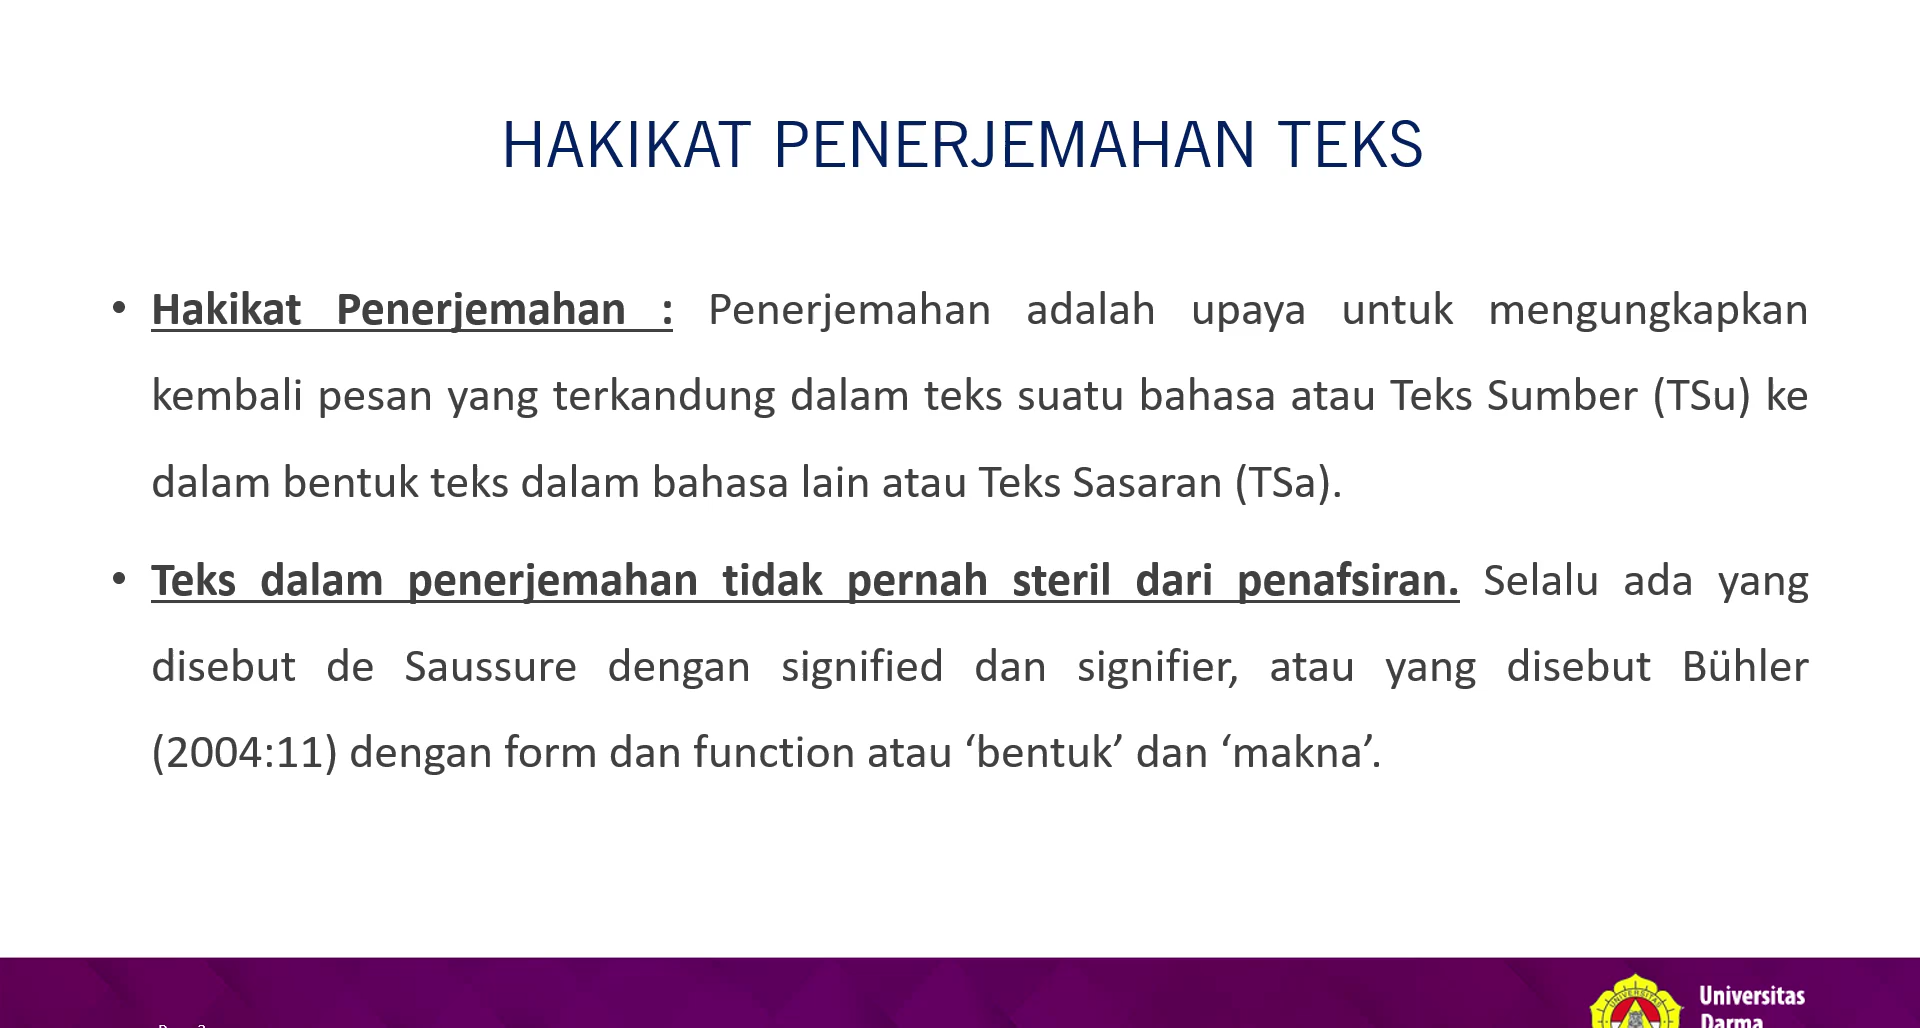 HAKIKAT PENERJEMAHAN TEKS
• Hakikat Penerjemahan : Penerjemahan adalah upaya untuk mengungkapkan
kembali pesan yang terkandung dalam teks suatu bahasa atau Teks Sumber (TSu) ke
dalam bentuk teks dalam bahasa lain atau Teks Sasaran (TSa).
• Teks dalam penerjemahan tidak pernah steril dari penafsiran. Selalu ada yang
disebut de Saussure dengan signified dan signifier, atau yang disebut Bühler
(2004:11) dengan form dan function atau ‘bentuk’ dan ‘makna’.
UNIVERSITAS
Universitas
Darma